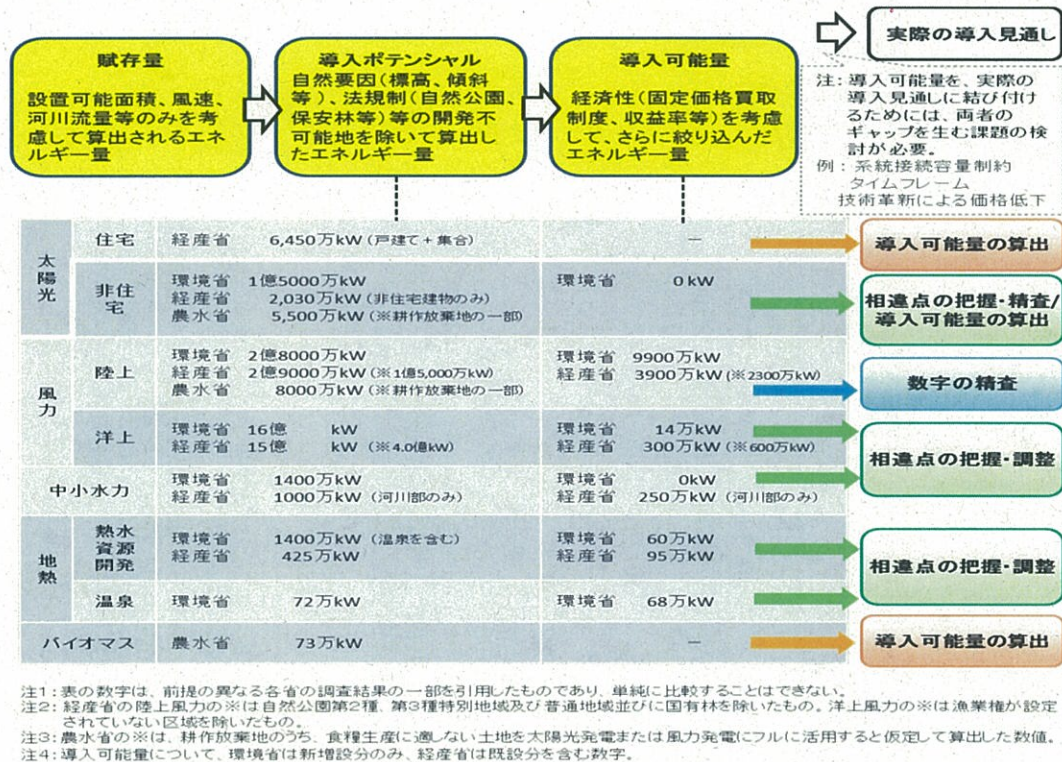 賦存量
設置可能面積、風速、
河川流量等のみを考
慮して算出されるエネ
ルギー量
導入ポテンシャル
自然要因(標高、傾斜
等)、法規制(自然公園、
保安林等)等の開発不
可能地を除いて算出し
たエネルギー量
導入可能量
経済性(固定価格買取
制度、収益率等)を考慮
して、さらに絞り込んだ
エネルギー量
実際の導入見通し
注: 導入可能量を、実際の
導入見通しに結び付け
るためには、両者の
ギャップを生む課題の検
討が必要。
例: 系統接続容量制約
タイムフレーム
技術革新による価格低下
太陽光
住宅 経産省 6,450万kW (戸建て + 集合) － 導入可能量の算出
非住宅
環境省 1億5000万kW 環境省 0kW
経産省 2,030万kW (非住宅建物のみ)
農水省 5,500万kW (※耕作放棄地の一部)
相違点の把握・精査/
導入可能量の算出
風力
陸上
環境省 2億8000万kW 環境省 9900万kW
経産省 2億9000万kW (※1億5,000万kW) 経産省 3900万kW (※2300万kW)
農水省 8000万kW (※耕作放棄地の一部)
数字の精査
洋上
環境省 16億 kW 環境省 14万kW
経産省 15億 kW (※4.0億kW) 経産省 300万kW (※600万kW)
中小水力
環境省 1400万kW 環境省 0kW
経産省 1000万kW (河川部のみ) 経産省 250万kW (河川部のみ)
相違点の把握・調整
地熱
熱水
資源
開発
環境省 1400万kW (温泉を含む) 環境省 60万kW
経産省 425万kW 経産省 95万kW
相違点の把握・調整
温泉 環境省 72万kW 環境省 68万kW
バイオマス 農水省 73万kW － 導入可能量の算出
注1: 表の数字は、前提の異なる各省の調査結果の一部を引用したものであり、単純に比較することはできない。
注2: 経産省の陸上風力の※は自然公園第2種、第3種特別地域及び普通地域並びに国有林を除いたもの。洋上風力の※は漁業権が設定
されていない区域を除いたもの。
注3: 農水省の※は、耕作放棄地のうち、食糧生産に適しない土地を太陽光発電または風力発電にフルに活用すると仮定して算出した数値。
注4: 導入可能量について、環境省は新増設分のみ、経産省は既設分を含む数字。